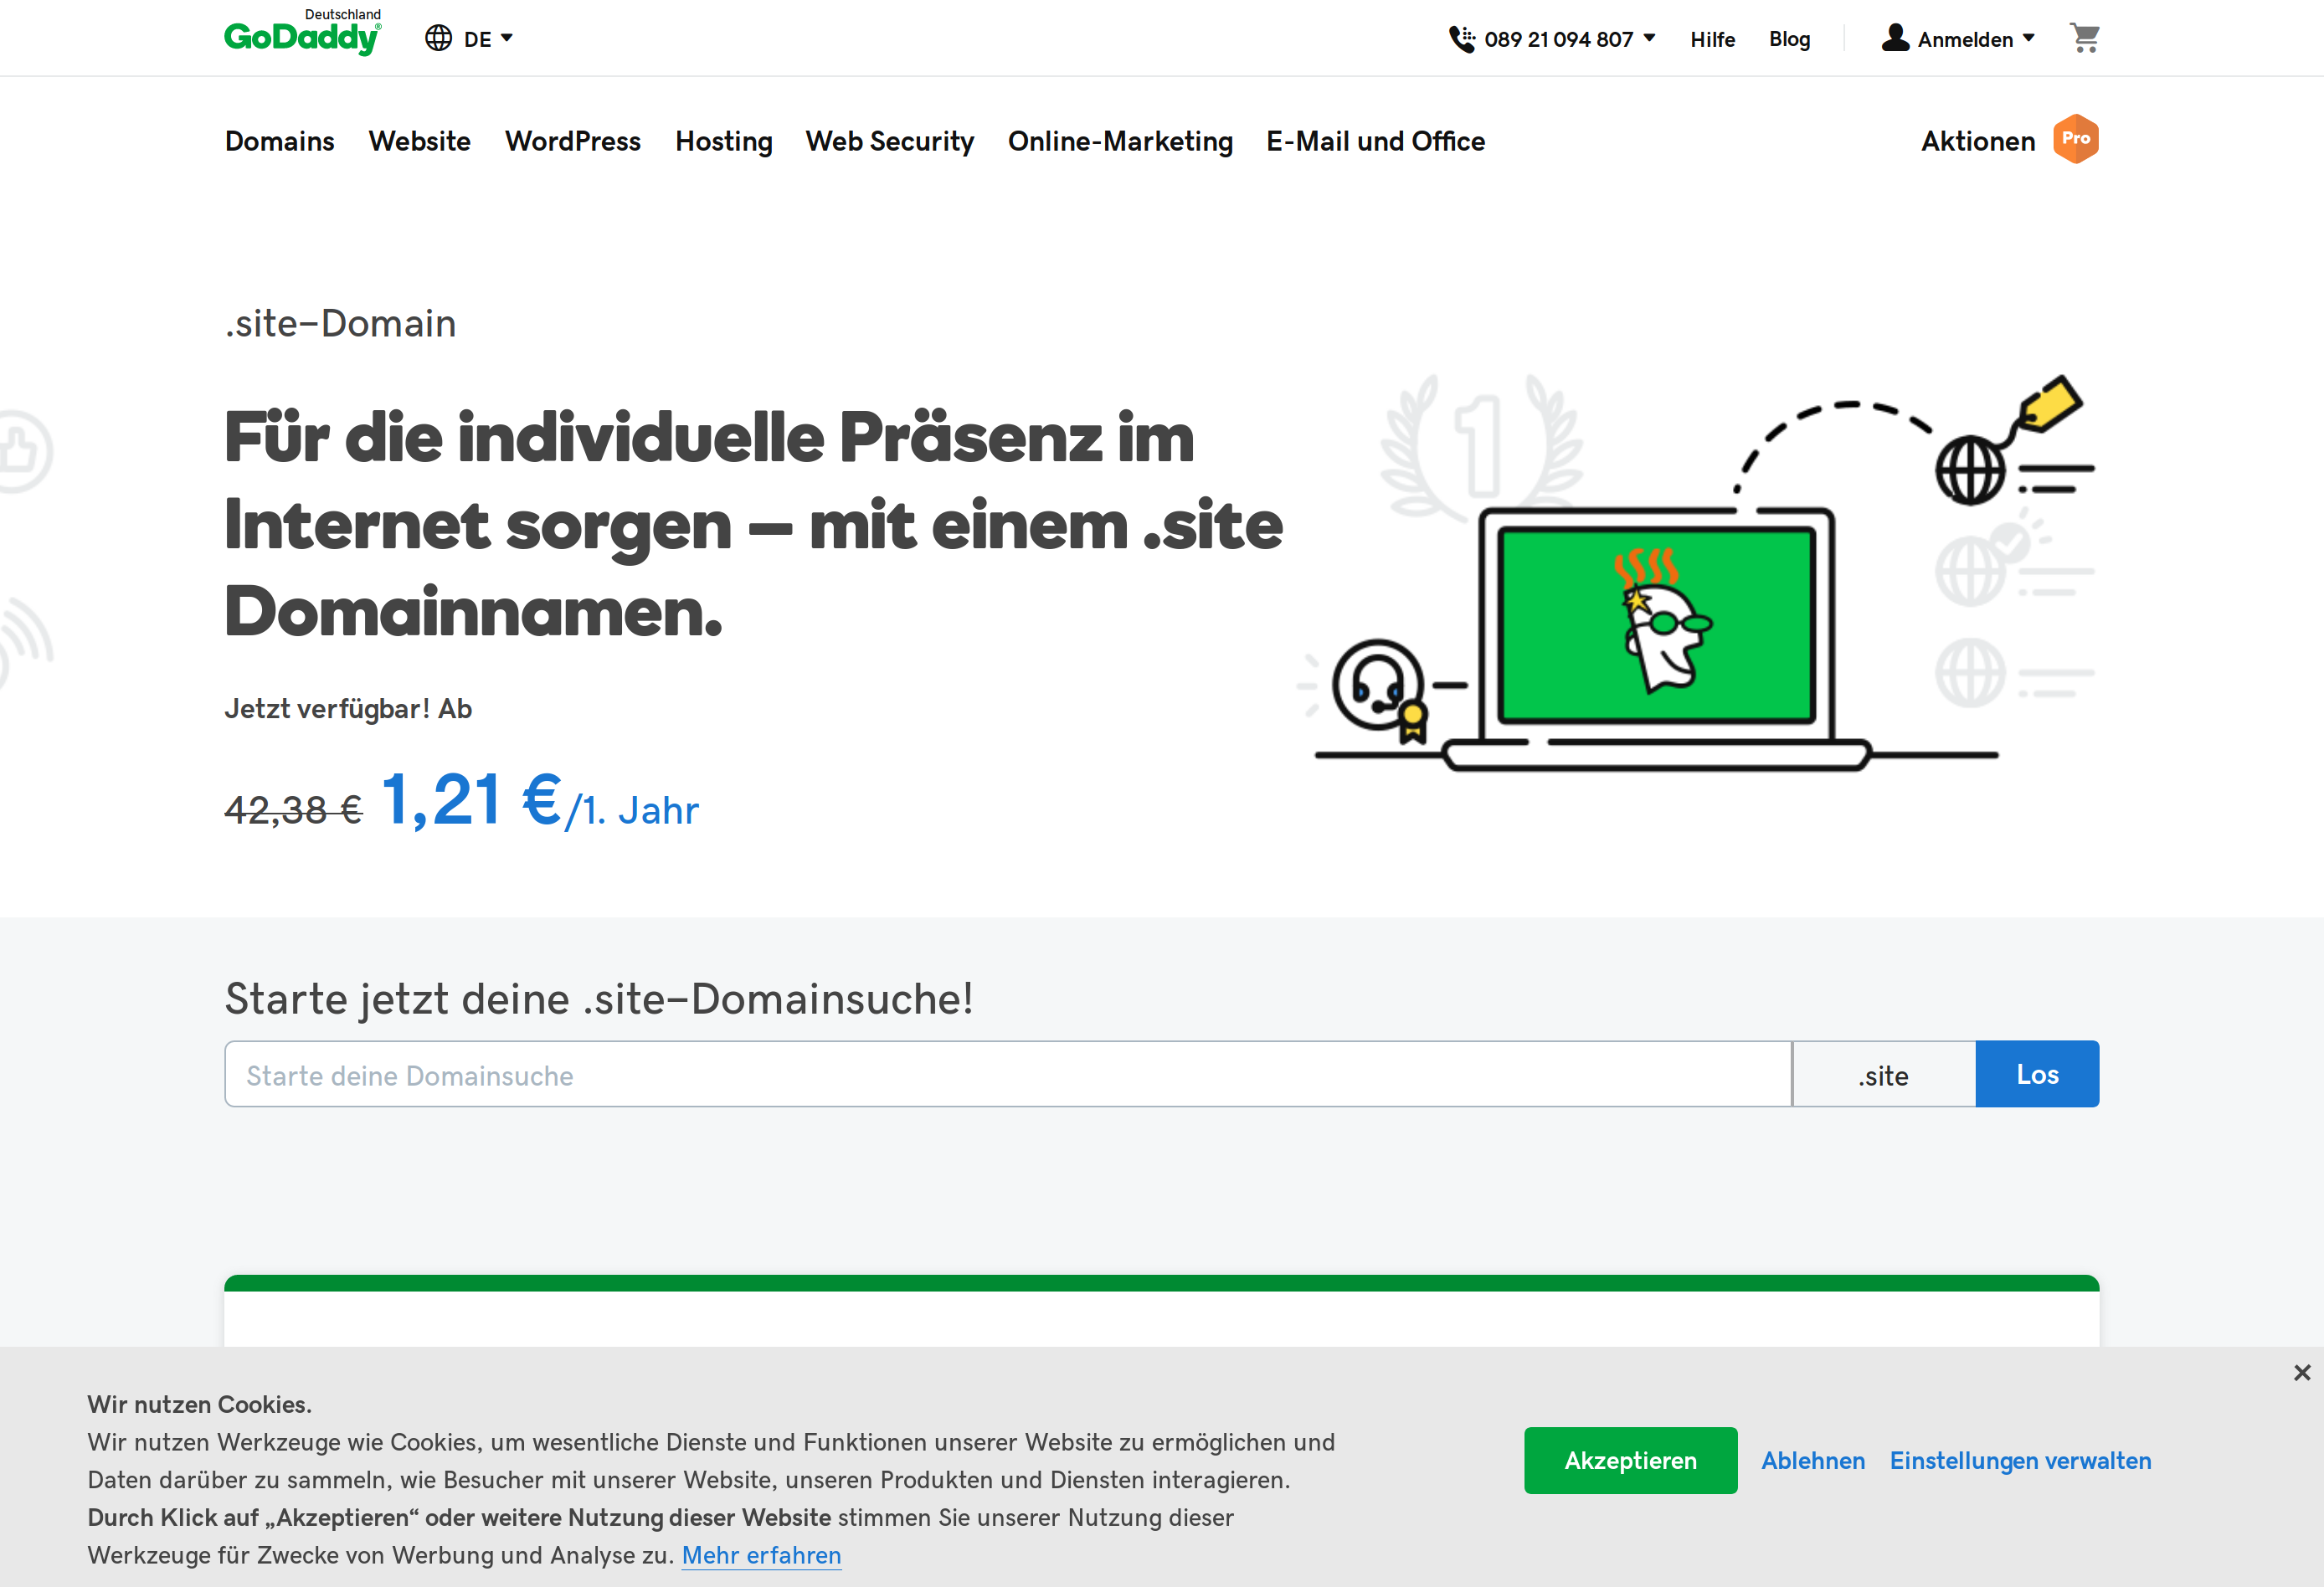 Deutschland
GoDaddy®
DE
089 21 094 807
Hilfe
Blog
Anmelden
Domains
Website
WordPress
Hosting
Web Security
Online-Marketing
E-Mail und Office
Aktionen
Pro
.site–Domain
Für die individuelle Präsenz im
Internet sorgen – mit einem .site
Domainnamen.
1
Jetzt verfügbar! Ab
42,38 € 1,21 €/1. Jahr
Starte jetzt deine .site–Domainsuche!
Starte deine Domainsuche
.site
Los
Wir nutzen Cookies.
Wir nutzen Werkzeuge wie Cookies, um wesentliche Dienste und Funktionen unserer Website zu ermöglichen und
Daten darüber zu sammeln, wie Besucher mit unserer Website, unseren Produkten und Diensten interagieren.
Durch Klick auf „Akzeptieren“ oder weitere Nutzung dieser Website stimmen Sie unserer Nutzung dieser
Werkzeuge für Zwecke von Werbung und Analyse zu. Mehr erfahren
Akzeptieren
Ablehnen
Einstellungen verwalten